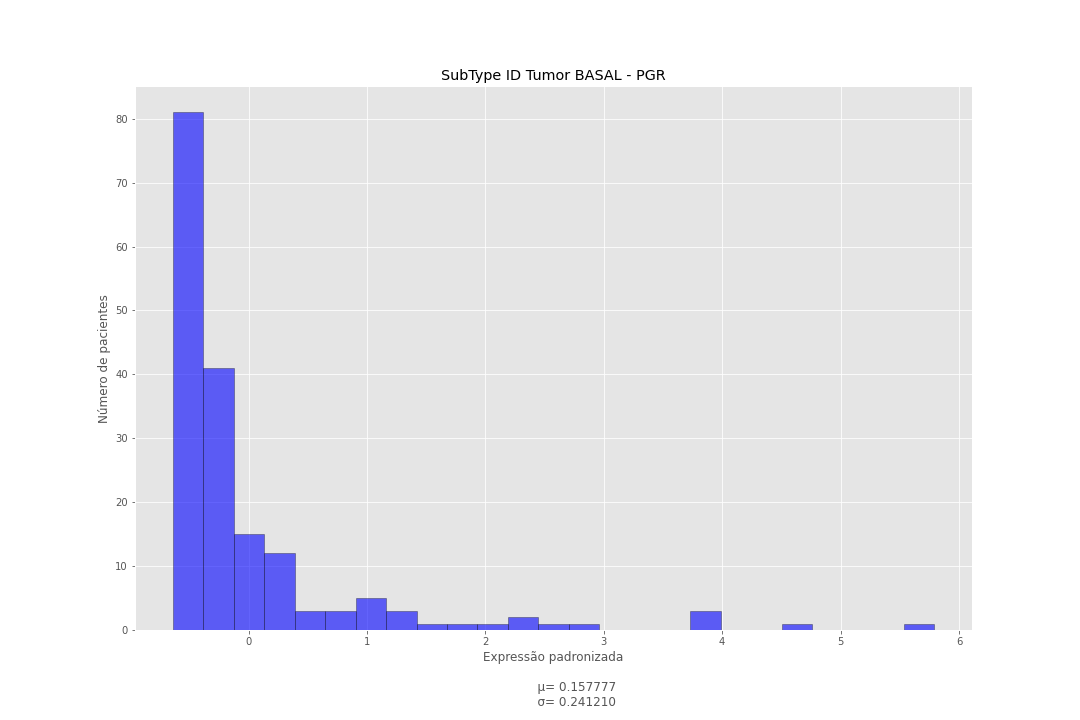 SubType ID Tumor BASAL - PGR
80
70
60
50
40
30
20
10
0
Número de pacientes
0 1 2 3 4 5 6
Expressão padronizada
μ= 0.157777
σ= 0.241210